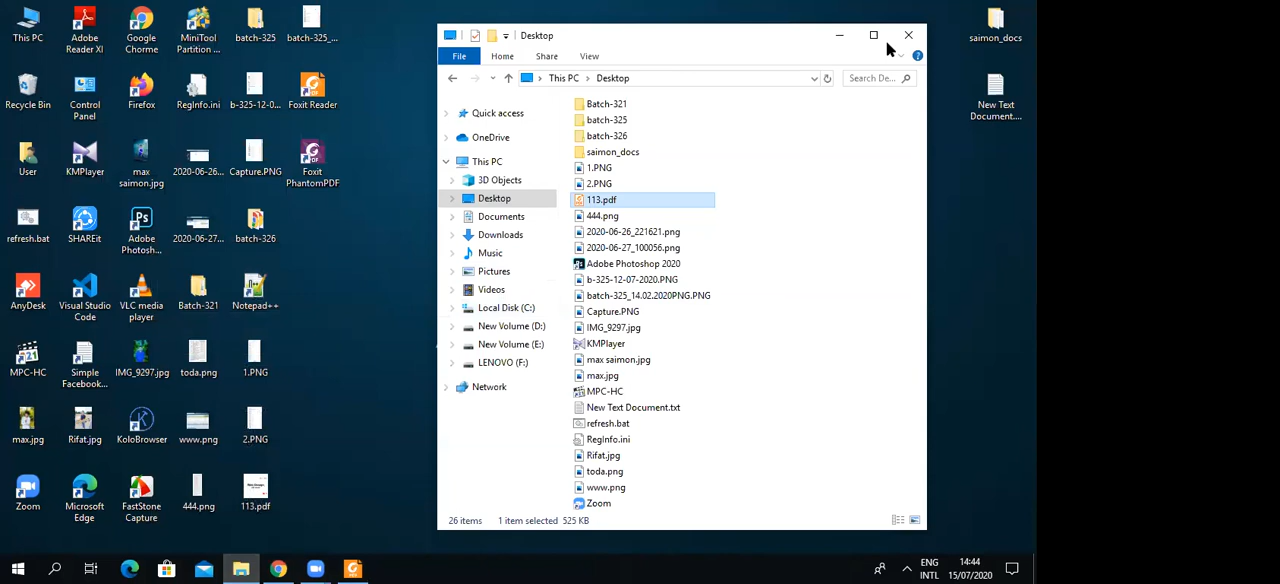 This PC
Adobe
Reader XI
Google
Chorme
MiniTool
Partition ...
batch-325
batch-325_...
Recycle Bin
Control
Panel
Firefox
RegInfo.ini
b-325-12-0...
Foxit Reader
User
KMPlayer
max
saimon.jpg
2020-06-26...
Capture.PNG
Foxit
PhantomPDF
refresh.bat
SHAREit
Adobe
Photosh...
2020-06-27...
batch-326
AnyDesk
Visual Studio
Code
VLC media
player
Batch-321
Notepad++
MPC-HC
Simple
Facebook...
IMG_9297.jpg
toda.png
1.PNG
max.jpg
Rifat.jpg
KoloBrowser
www.png
2.PNG
Zoom
Microsoft
Edge
FastStone
Capture
444.png
113.pdf
Desktop
File
Home
Share
View
This PC
Desktop
Search De...
Quick access
OneDrive
This PC
3D Objects
Desktop
Documents
Downloads
Music
Pictures
Videos
Local Disk (C:)
New Volume (D:)
New Volume (E:)
LENOVO (F:)
Network
Batch-321
batch-325
batch-326
saimon_docs
1.PNG
2.PNG
113.pdf
444.png
2020-06-26_221621.png
2020-06-27_100056.png
Adobe Photoshop 2020
b-325-12-07-2020.PNG
batch-325_14.02.2020PNG.PNG
Capture.PNG
IMG_9297.jpg
KMPlayer
max saimon.jpg
max.jpg
MPC-HC
New Text Document.txt
refresh.bat
RegInfo.ini
Rifat.jpg
toda.png
www.png
Zoom
26 items 1 item selected 525 KB
saimon_docs
New Text
Document....
ENG
INTL
14:44
15/07/2020